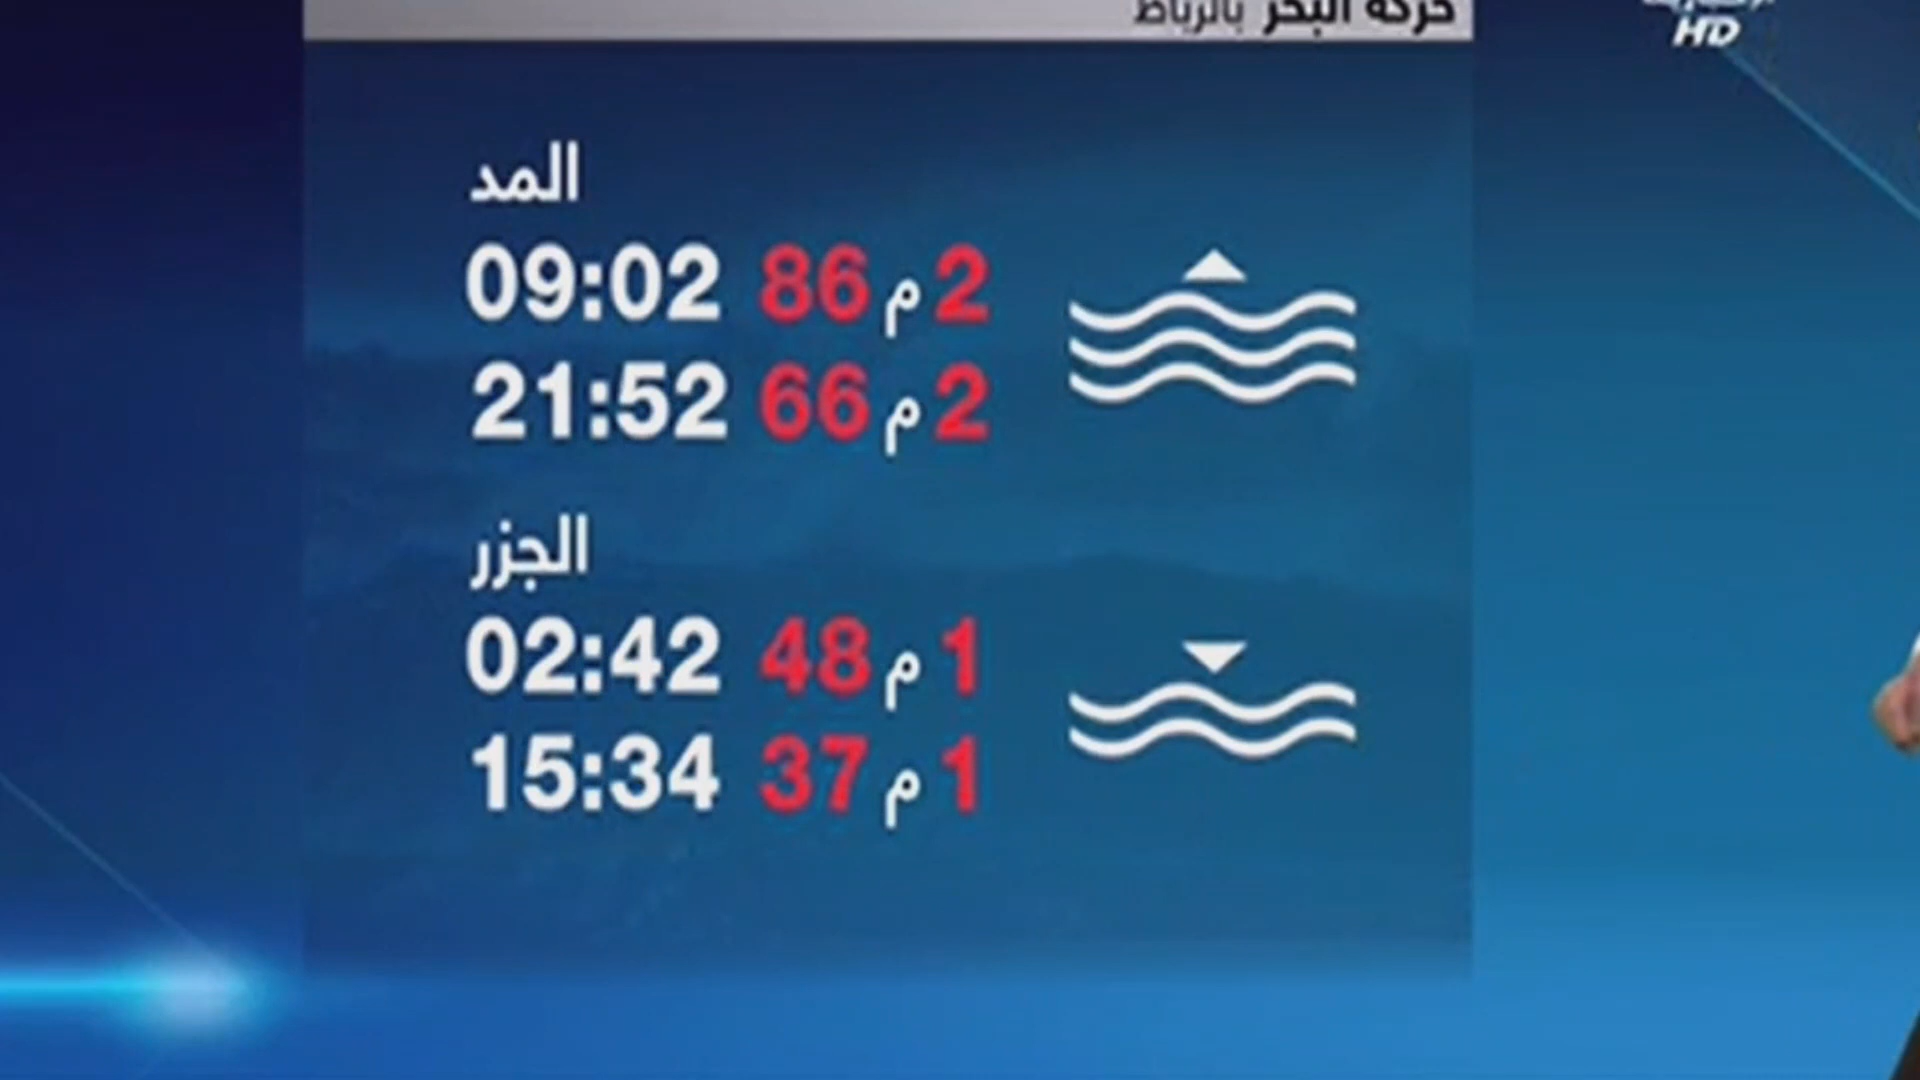 حركة البحر بالرباط
HD
المد
09:02 2 م 86
21:52 2 م 66
الجزر
02:42 1 م 48
15:34 1 م 37